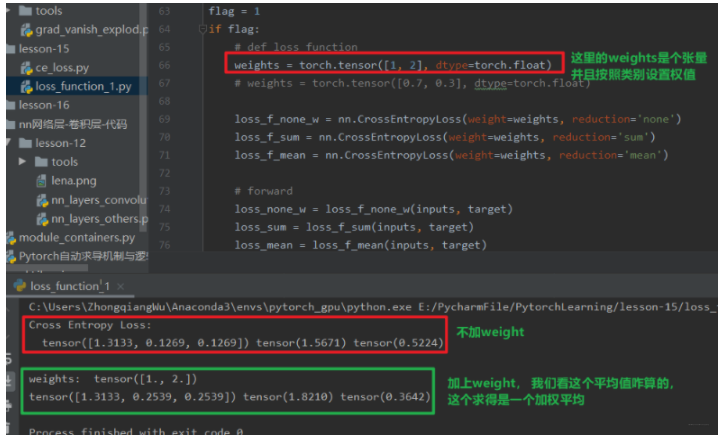 tools
grad_vanish_explod.p
lesson-15
ce_loss.py
loss_function_1.py
lesson-16
nn网络层-卷积层-代码
lesson-12
tools
lena.png
nn_layers_convolu
nn_layers_others.p
module_containers.py
Pytorch自动求导机制与逻
63 flag = 1
64 if flag:
65 # def loss function
66 weights = torch.tensor([1, 2], dtype=torch.float)
67 # weights = torch.tensor([0.7, 0.3], dtype=torch.float)
68
69 loss_f_none_w = nn.CrossEntropyLoss(weight=weights, reduction='none')
70 loss_f_sum = nn.CrossEntropyLoss(weight=weights, reduction='sum')
71 loss_f_mean = nn.CrossEntropyLoss(weight=weights, reduction='mean')
72
73 # forward
74 loss_none_w = loss_f_none_w(inputs, target)
75 loss_sum = loss_f_sum(inputs, target)
76 loss_mean = loss_f_mean(inputs, target)
这里的weights是个张量
并且按照类别设置权值
loss_function_1 ×
C:\Users\ZhongqiangWu\Anaconda3\envs\pytorch_gpu\python.exe E:/PycharmFile/PytorchLearning/lesson-15/loss_
Cross Entropy Loss:
tensor([1.3133, 0.1269, 0.1269]) tensor(1.5671) tensor(0.5224)
不加weight
weights: tensor([1., 2.])
tensor([1.3133, 0.2539, 0.2539]) tensor(1.8210) tensor(0.3642)
加上weight，我们看这个平均值咋算的，
这个求得是一个加权平均
Process finished with exit code 0